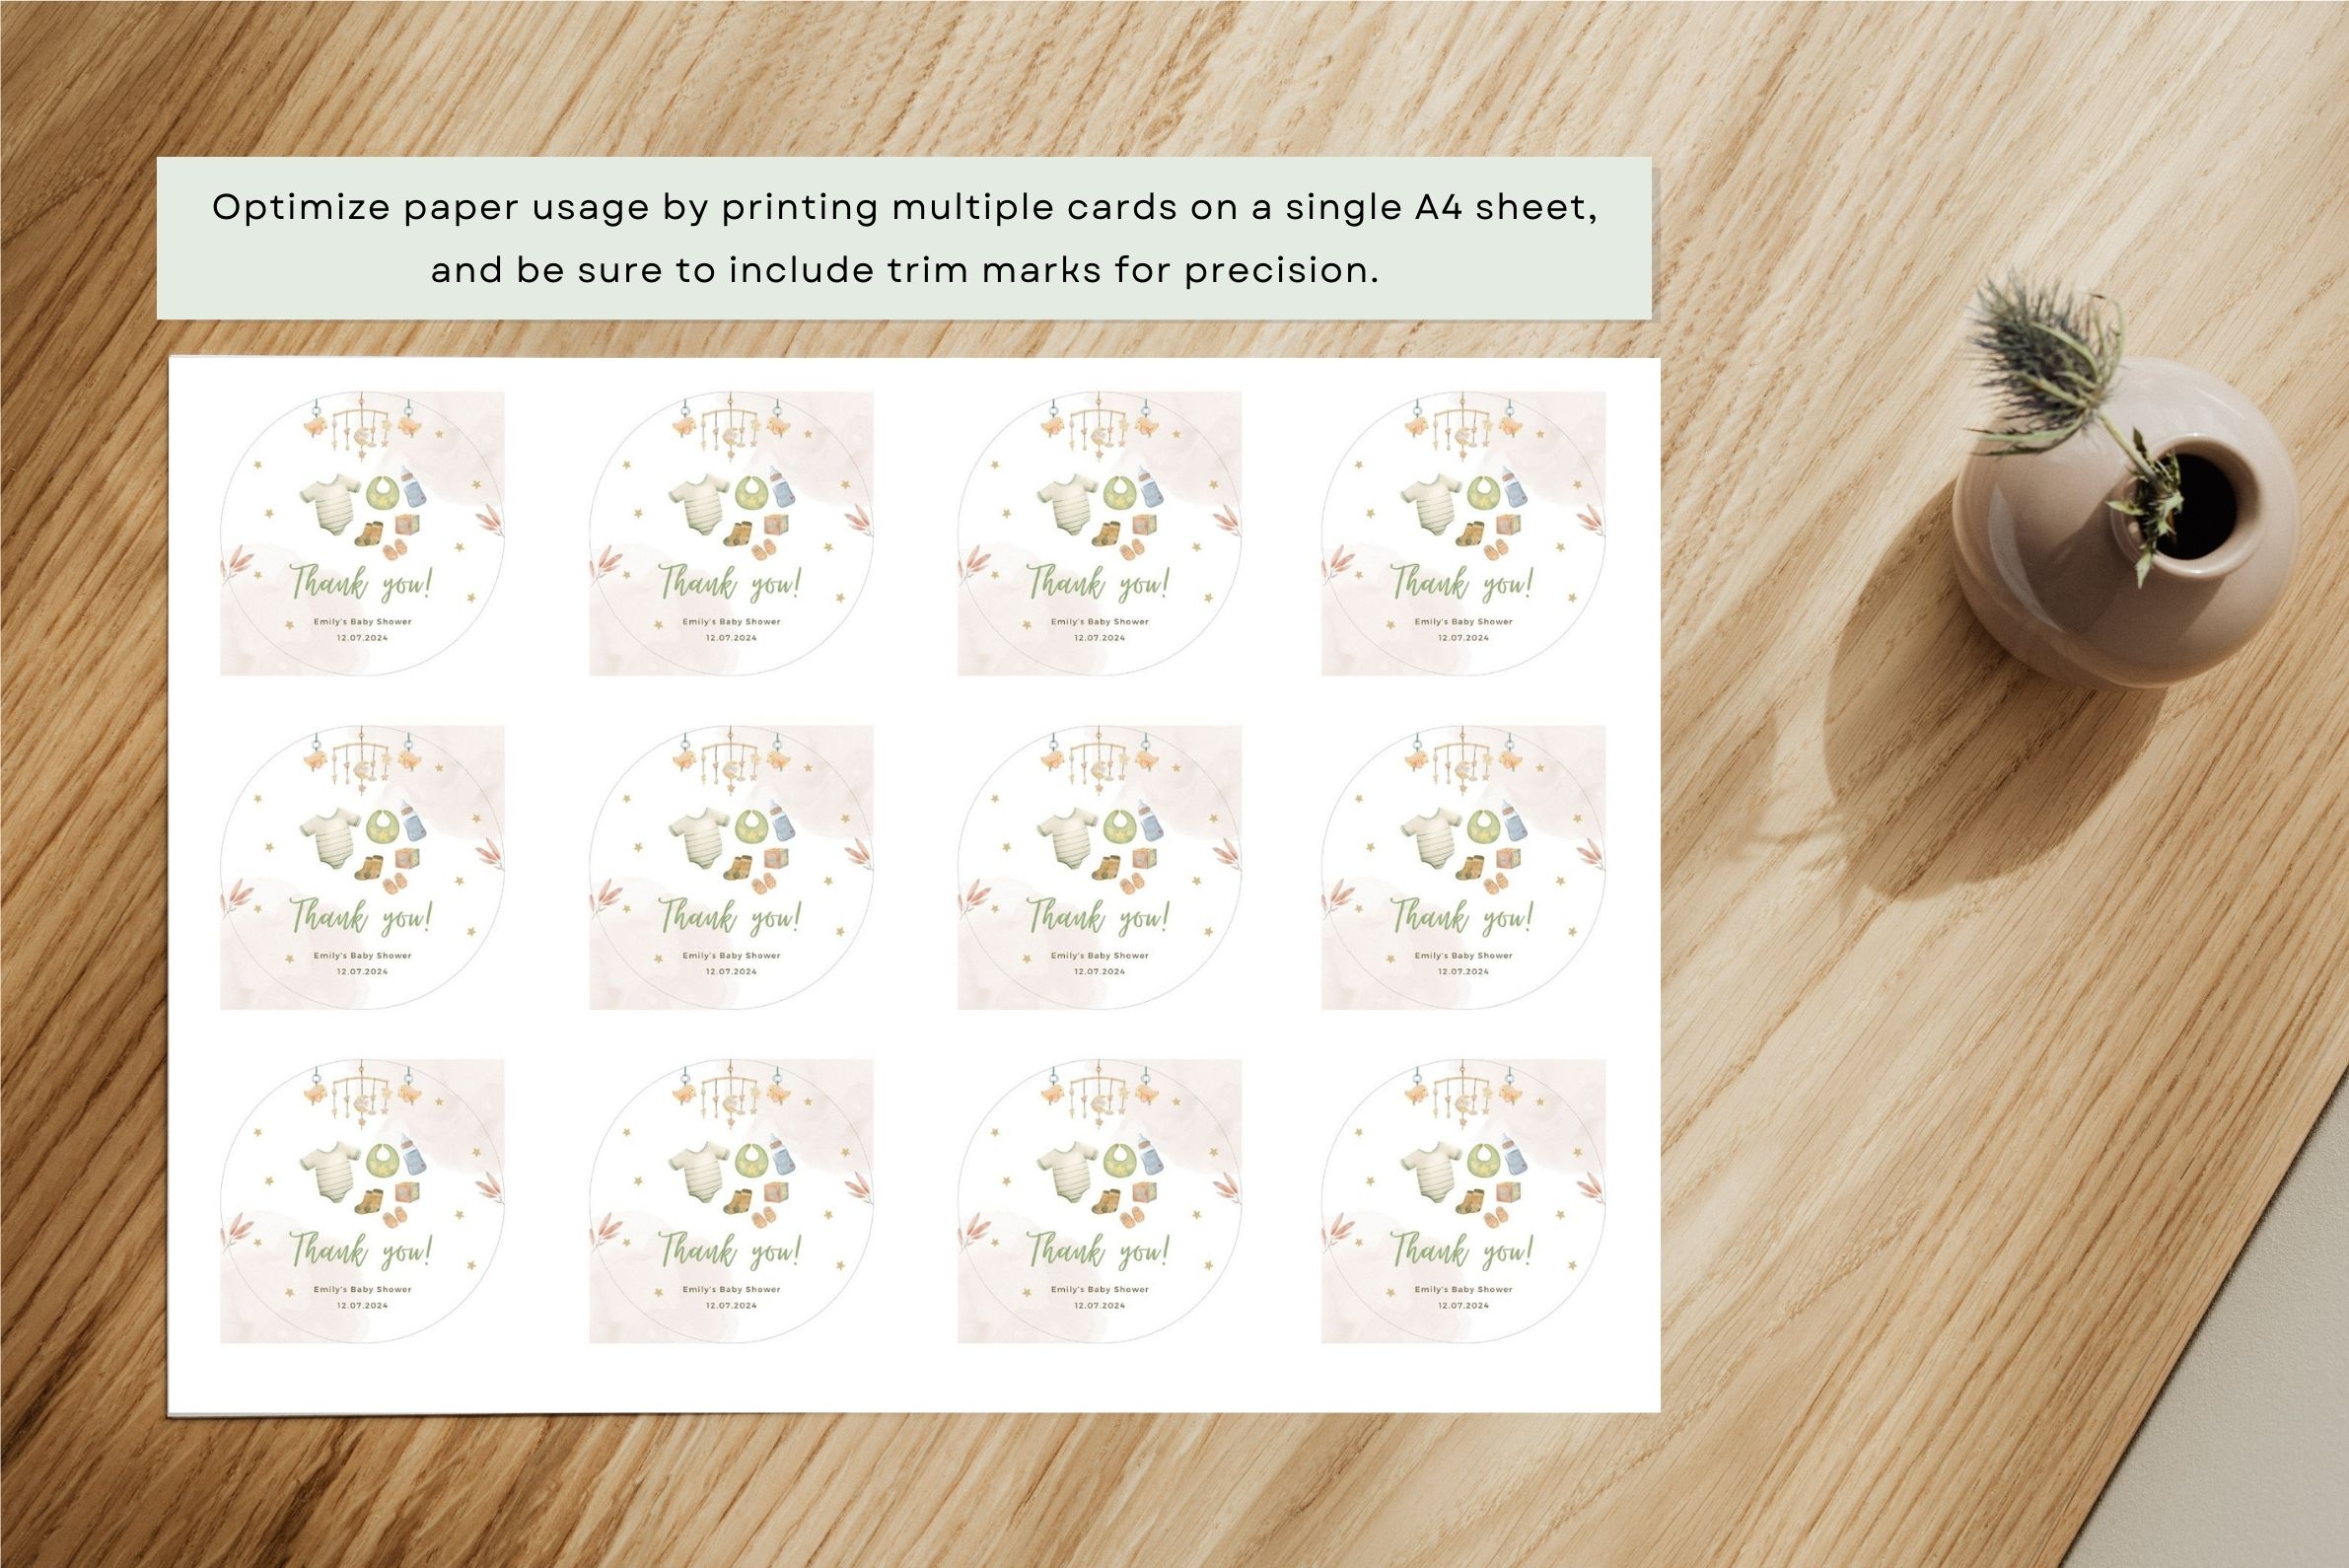 Optimize paper usage by printing multiple cards on a single A4 sheet,
and be sure to include trim marks for precision.
Thank you!
Emily's Baby Shower
12.07.2024
Thank you!
Emily's Baby Shower
12.07.2024
Thank you!
Emily's Baby Shower
12.07.2024
Thank you!
Emily's Baby Shower
12.07.2024
Thank you!
Emily's Baby Shower
12.07.2024
Thank you!
Emily's Baby Shower
12.07.2024
Thank you!
Emily's Baby Shower
12.07.2024
Thank you!
Emily's Baby Shower
12.07.2024
Thank you!
Emily's Baby Shower
12.07.2024
Thank you!
Emily's Baby Shower
12.07.2024
Thank you!
Emily's Baby Shower
12.07.2024
Thank you!
Emily's Baby Shower
12.07.2024